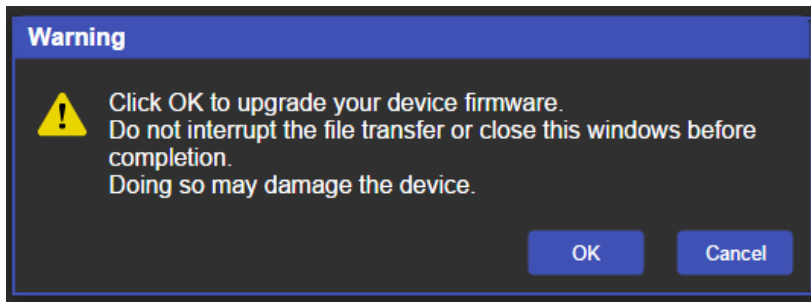 Warning
Click OK to upgrade your device firmware.
Do not interrupt the file transfer or close this windows before
completion.
Doing so may damage the device.
OK
Cancel